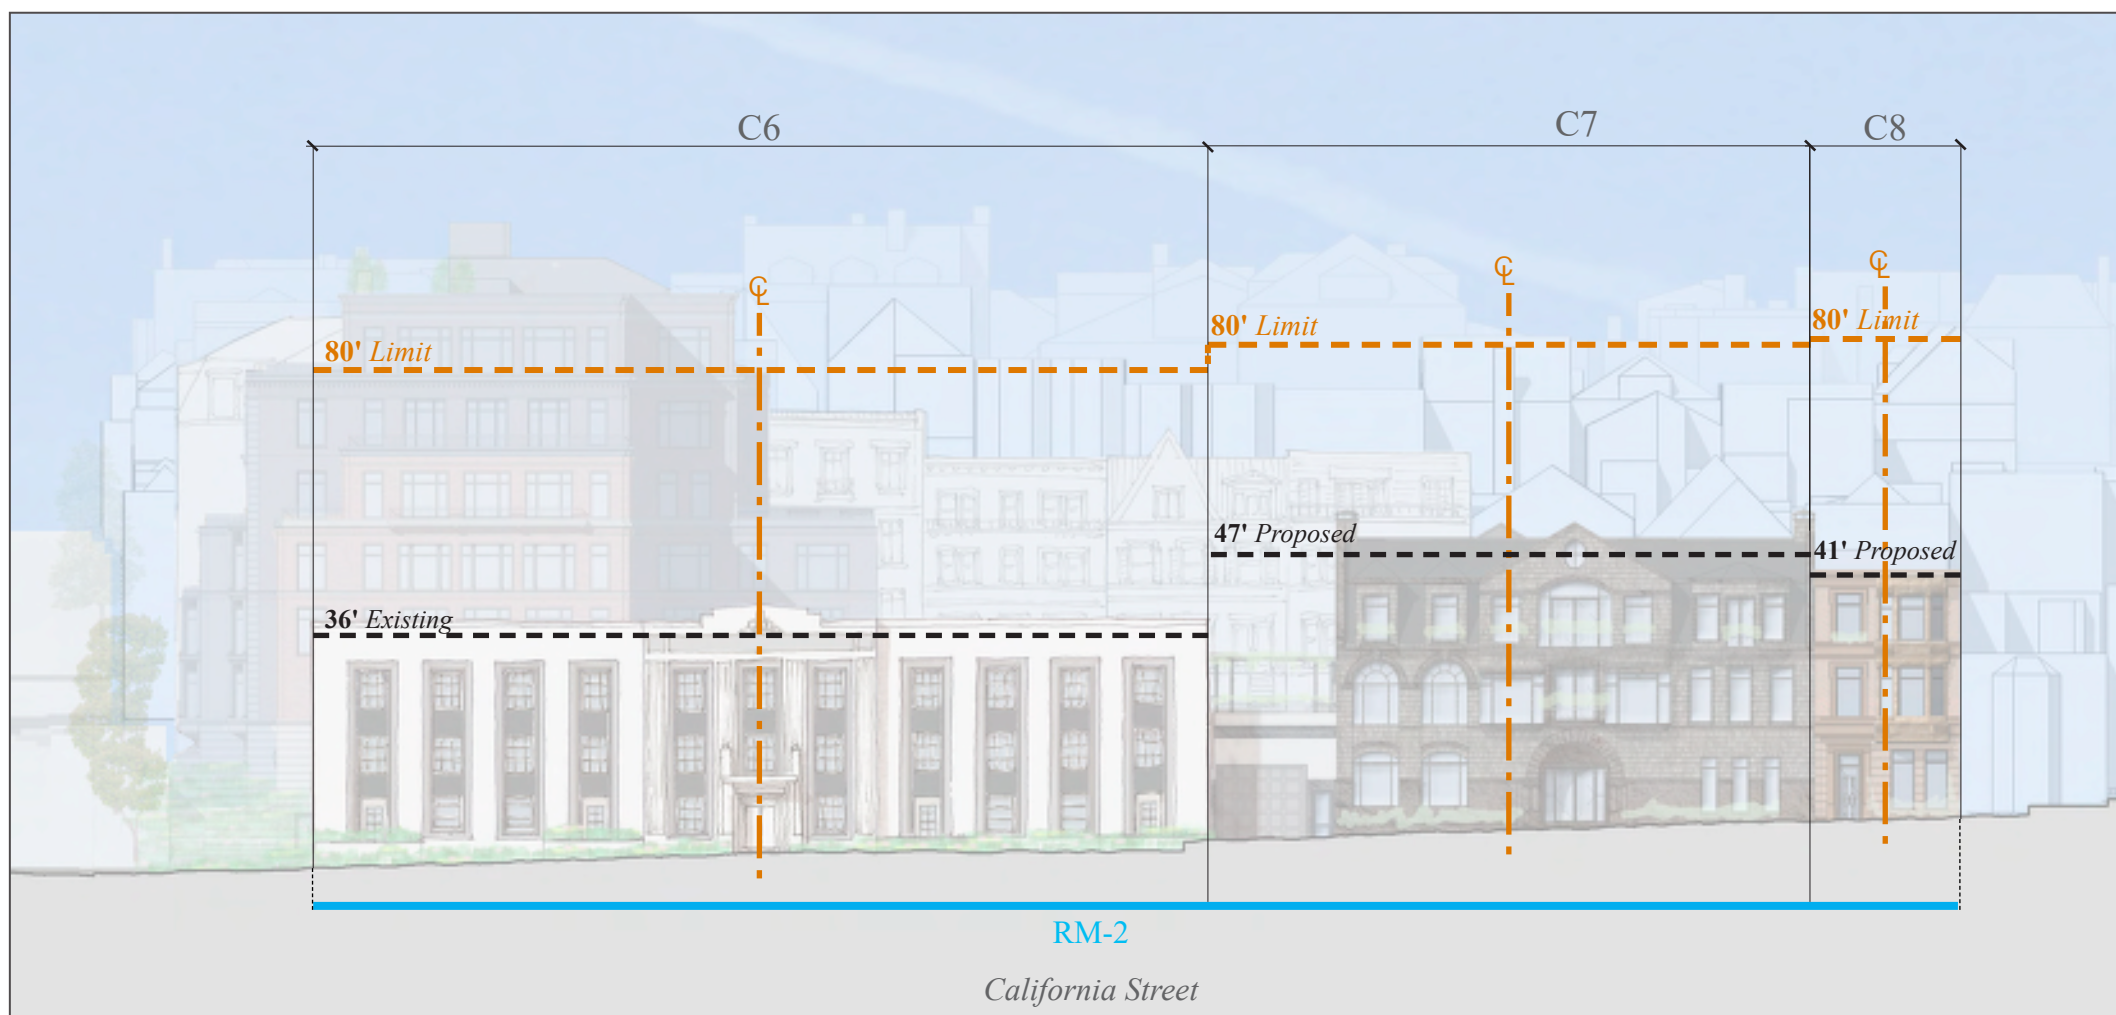 C6
C7
C8
℄
℄
℄
80' Limit
80' Limit
80' Limit
36' Existing
47' Proposed
41' Proposed
RM-2
California Street